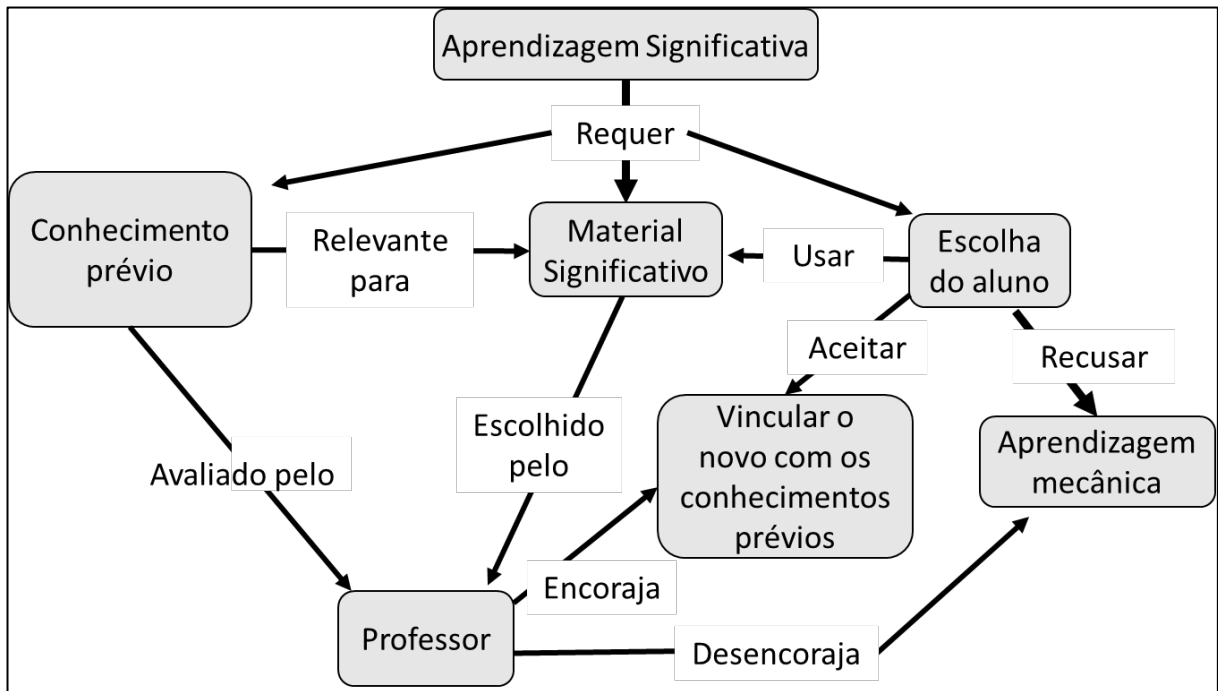 Aprendizagem Significativa
Requer
Conhecimento
prévio
Relevante
para
Material
Significativo
Usar
Escolha
do aluno
Aceitar
Recusar
Avaliado pelo
Escolhido
pelo
Vincular o
novo com os
conhecimentos
prévios
Aprendizagem
mecânica
Encoraja
Professor
Desencoraja